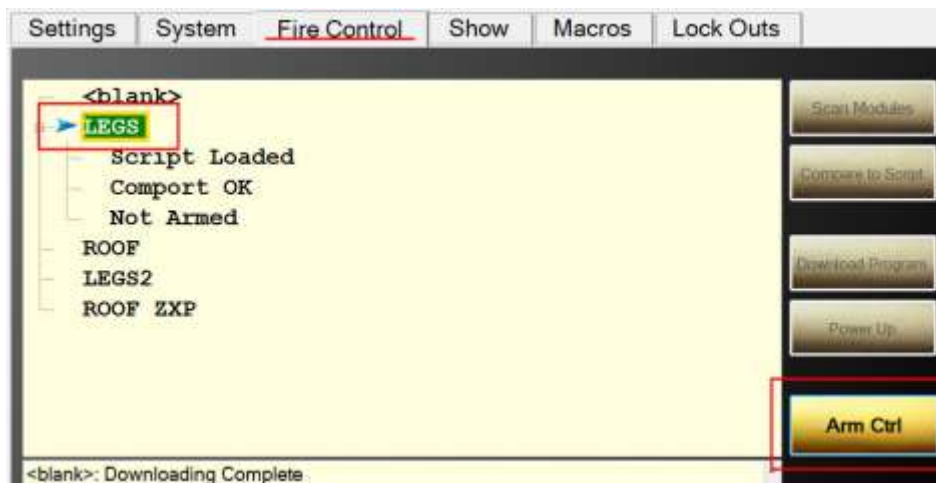 Settings System Fire Control Show Macros Lock Outs
<blank>
LEGS
Script Loaded
Comport OK
Not Armed
ROOF
LEGS2
ROOF ZXP
Scan Modules
Compare to Script
Download Program
Power Up
Arm Ctrl
<blank>: Downloading Complete